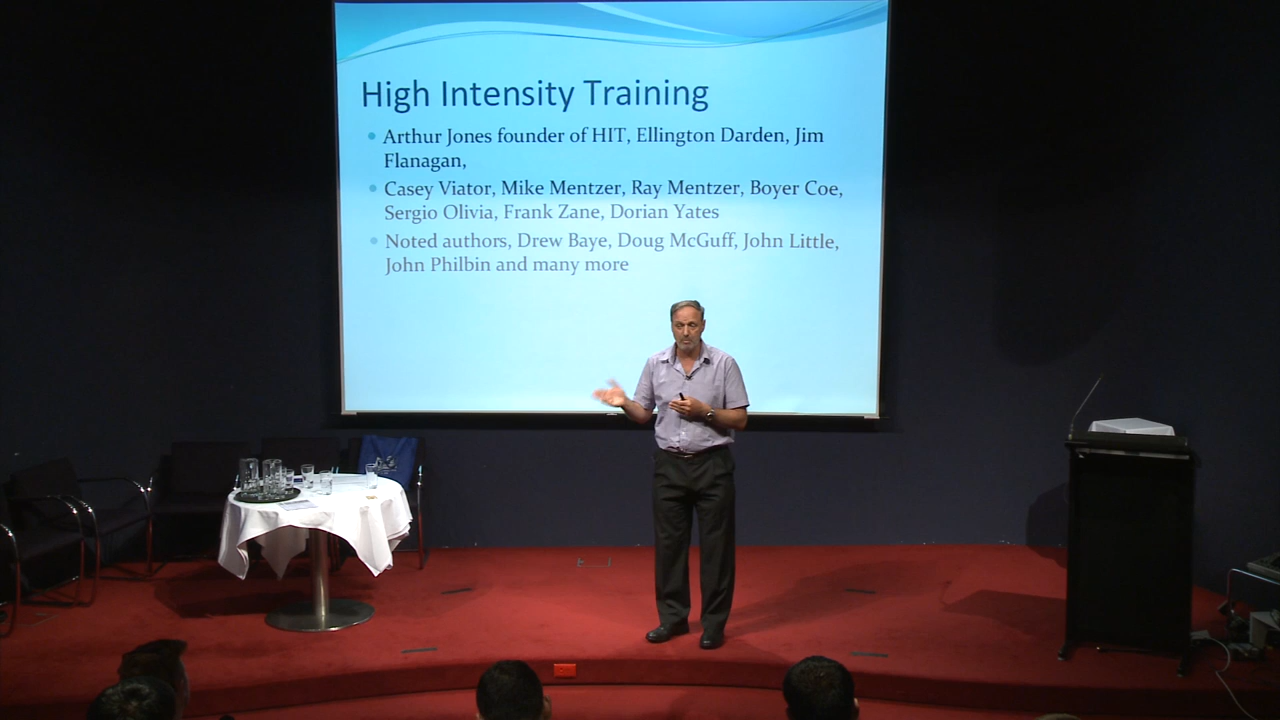 High Intensity Training
Arthur Jones founder of HIT, Ellington Darden, Jim
Flanagan,
Casey Viator, Mike Mentzer, Ray Mentzer, Boyer Coe,
Sergio Olivia, Frank Zane, Dorian Yates
Noted authors, Drew Baye, Doug McGuff, John Little,
John Philbin and many more